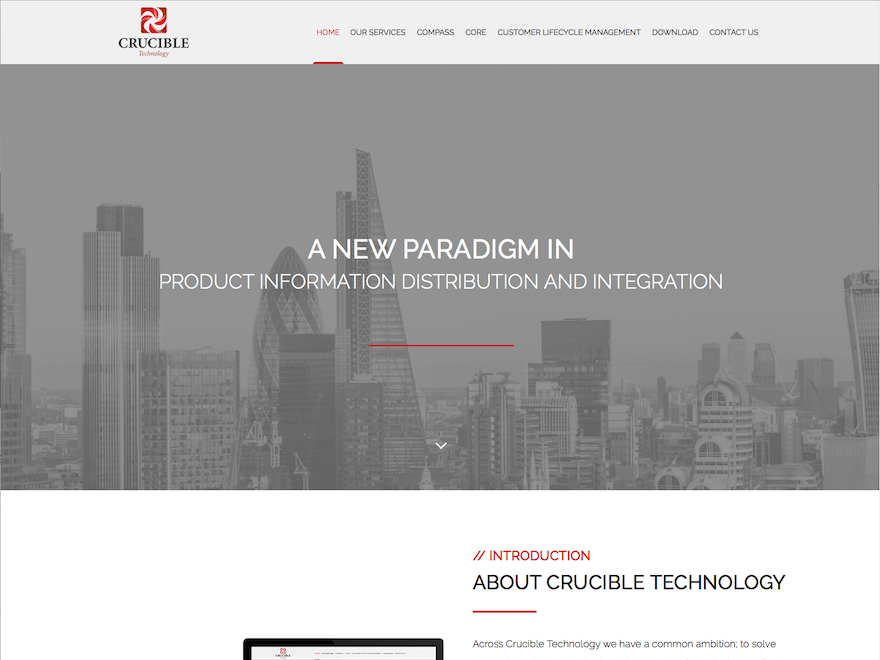 CRUCIBLE
Technology
HOME OUR SERVICES COMPASS CORE CUSTOMER LIFECYCLE MANAGEMENT DOWNLOAD CONTACT US
A NEW PARADIGM IN
PRODUCT INFORMATION DISTRIBUTION AND INTEGRATION
// INTRODUCTION
ABOUT CRUCIBLE TECHNOLOGY
Across Crucible Technology we have a common ambition; to solve
CRUCIBLE